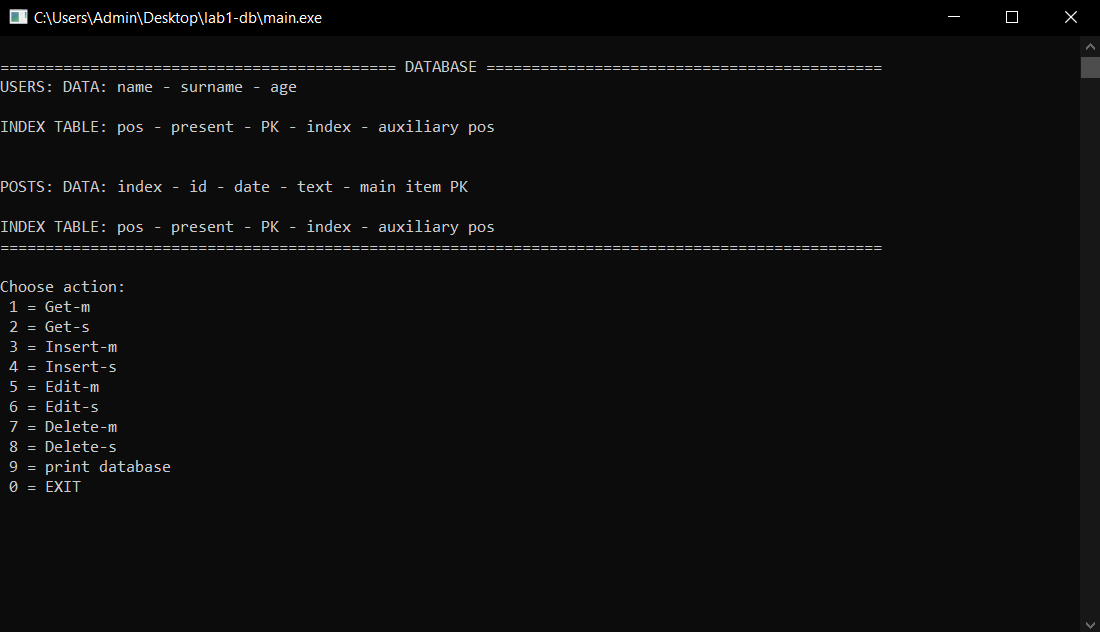 C:\Users\Admin\Desktop\lab1-db\main.exe
============================================ DATABASE ============================================
USERS: DATA: name - surname - age
INDEX TABLE: pos - present - PK - index - auxiliary pos
POSTS: DATA: index - id - date - text - main item PK
INDEX TABLE: pos - present - PK - index - auxiliary pos
==================================================================================================
Choose action:
1 = Get-m
2 = Get-s
3 = Insert-m
4 = Insert-s
5 = Edit-m
6 = Edit-s
7 = Delete-m
8 = Delete-s
9 = print database
0 = EXIT